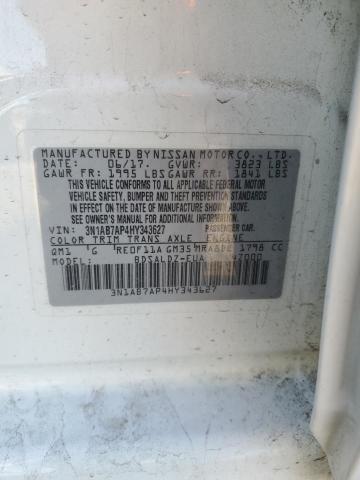 MANUFACTURED BY NISSAN MOTOR CO., LTD.
DATE: 06/17. GVWR: 3823 LBS
GAWR FR: 1995 LBS GAWR RR: 1841 LBS
THIS VEHICLE CONFORMS TO ALL
APPLICABLE FEDERAL MOTOR
VEHICLE SAFETY, BUMPER
AND THEFT PREVENTION STANDARDS
IN EFFECT ON THE DATE OF
MANUFACTURE SHOWN ABOVE.
SEE OWNER'S MANUAL FOR ADDITIONAL
INFORMATION.
VIN: 3N1AB7AP4HY343627 PASSENGER CAR
COLOR TRIM TRANS AXLE ENGINE
QM1 G RE0F11A GM35 MRA8DE 1798 CC
MODEL: BDSALDZ-EUA
3N1AB7AP4HY343627